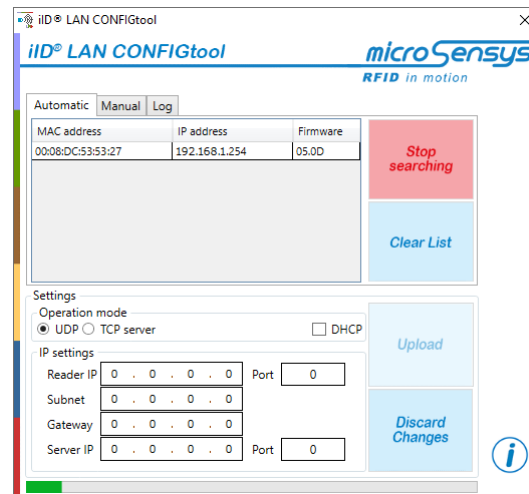 iID® LAN CONFIGtool
iID® LAN CONFIGtool
microSensys
RFID in motion
Automatic Manual Log
MAC address IP address Firmware
00:08:DC:53:53:27 192.168.1.254 05.0D
Stop
searching
Clear List
Settings
Operation mode
UDP TCP server DHCP
Upload
IP settings
Reader IP 0 . 0 . 0 . 0 Port 0
Subnet 0 . 0 . 0 . 0
Gateway 0 . 0 . 0 . 0
Server IP 0 . 0 . 0 . 0 Port 0
Discard
Changes
i